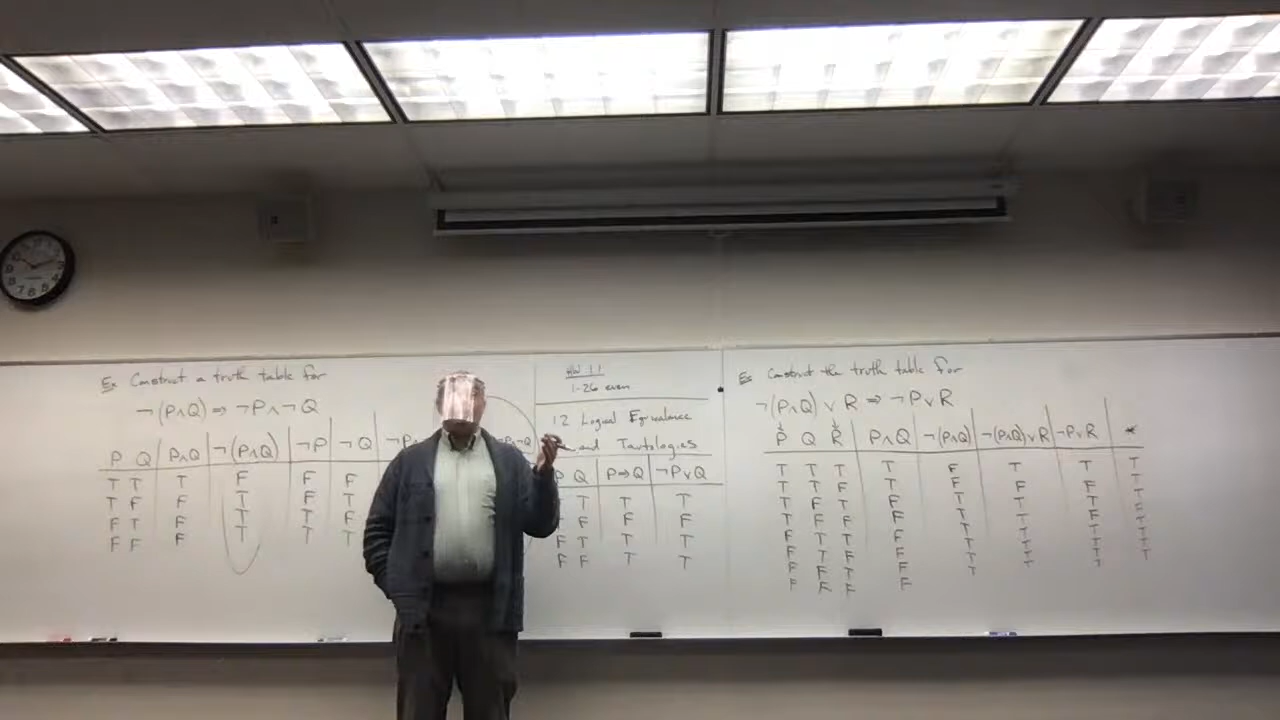 Ex Construct a truth table for
¬(P∧Q) ⇒ ¬P∧¬Q
P Q P∧Q ¬(P∧Q) ¬P ¬Q ¬P∧ ¬P∧¬Q
T T T F F F
T F F T F T
F T F T T F
F F F T T T
HW 1.1
1-26 even
1.2 Logical Equivalence
and Tautologies
P Q P⇒Q ¬P∨Q
T T T T
T F F F
F T T T
F F T T
Ex Construct the truth table for
¬(P∧Q) ∨ R ⇒ ¬P∨R
P Q R P∧Q ¬(P∧Q) ¬(P∧Q)∨R ¬P∨R *
T T T T F T T T
T T F T F F F T
T F T F T T T T
T F F F T T F F
F T T F T T T T
F T F F T T T T
F F T F T T T T
F F F F T T T T